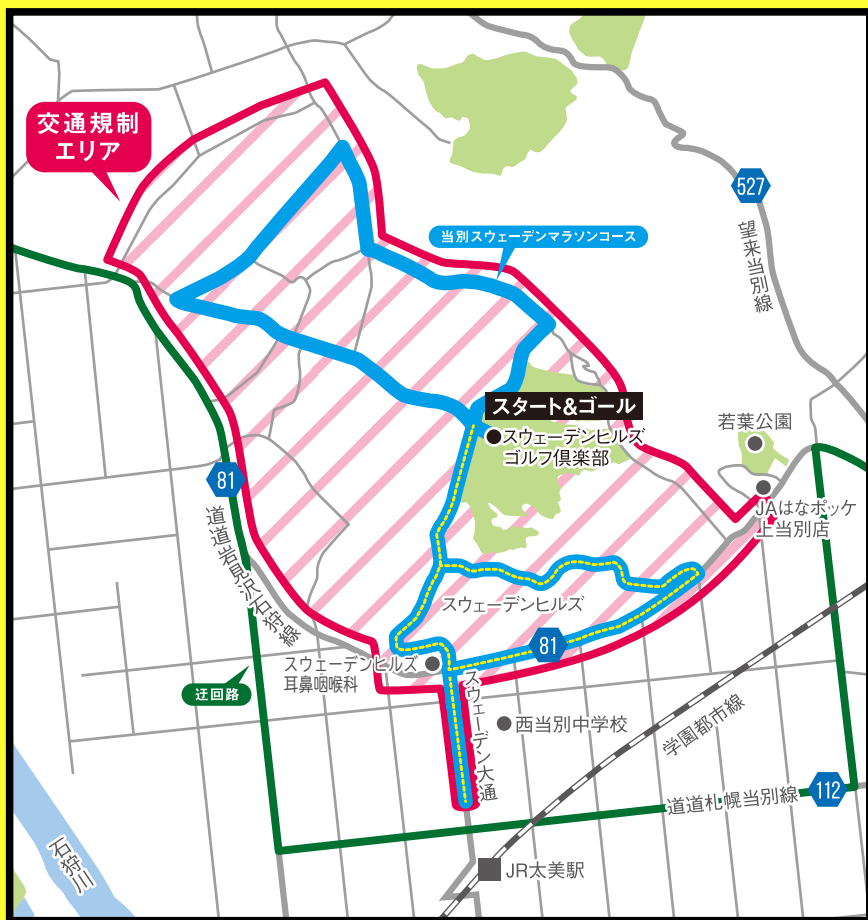 交通規制
エリア
当別スウェーデンマラソンコース
527
望来当別線
スタート&ゴール
スウェーデンヒルズ
ゴルフ倶楽部
若葉公園
JAはなポッケ
上当別店
81
道道岩見沢石狩線
スウェーデンヒルズ
81
スウェーデンヒルズ
耳鼻咽喉科
迂回路
スウェーデン大通
西当別中学校
学園都市線
道道札幌当別線
112
石狩川
JR太美駅